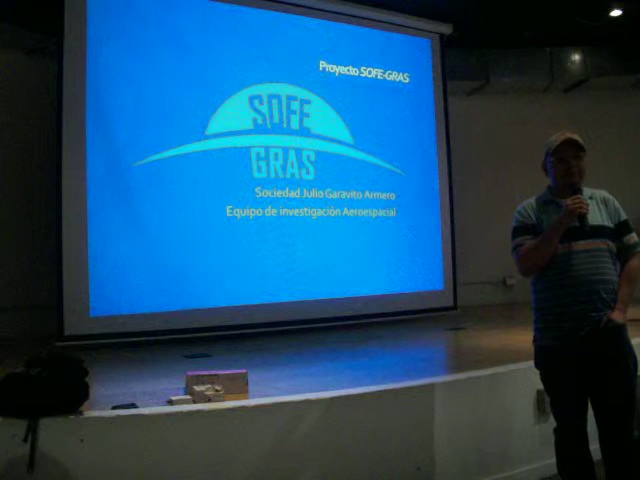 Proyecto SOFE-GRAS
SOFE
GRAS
Sociedad Julio Garavito Armero
Equipo de investigación Aeroespacial